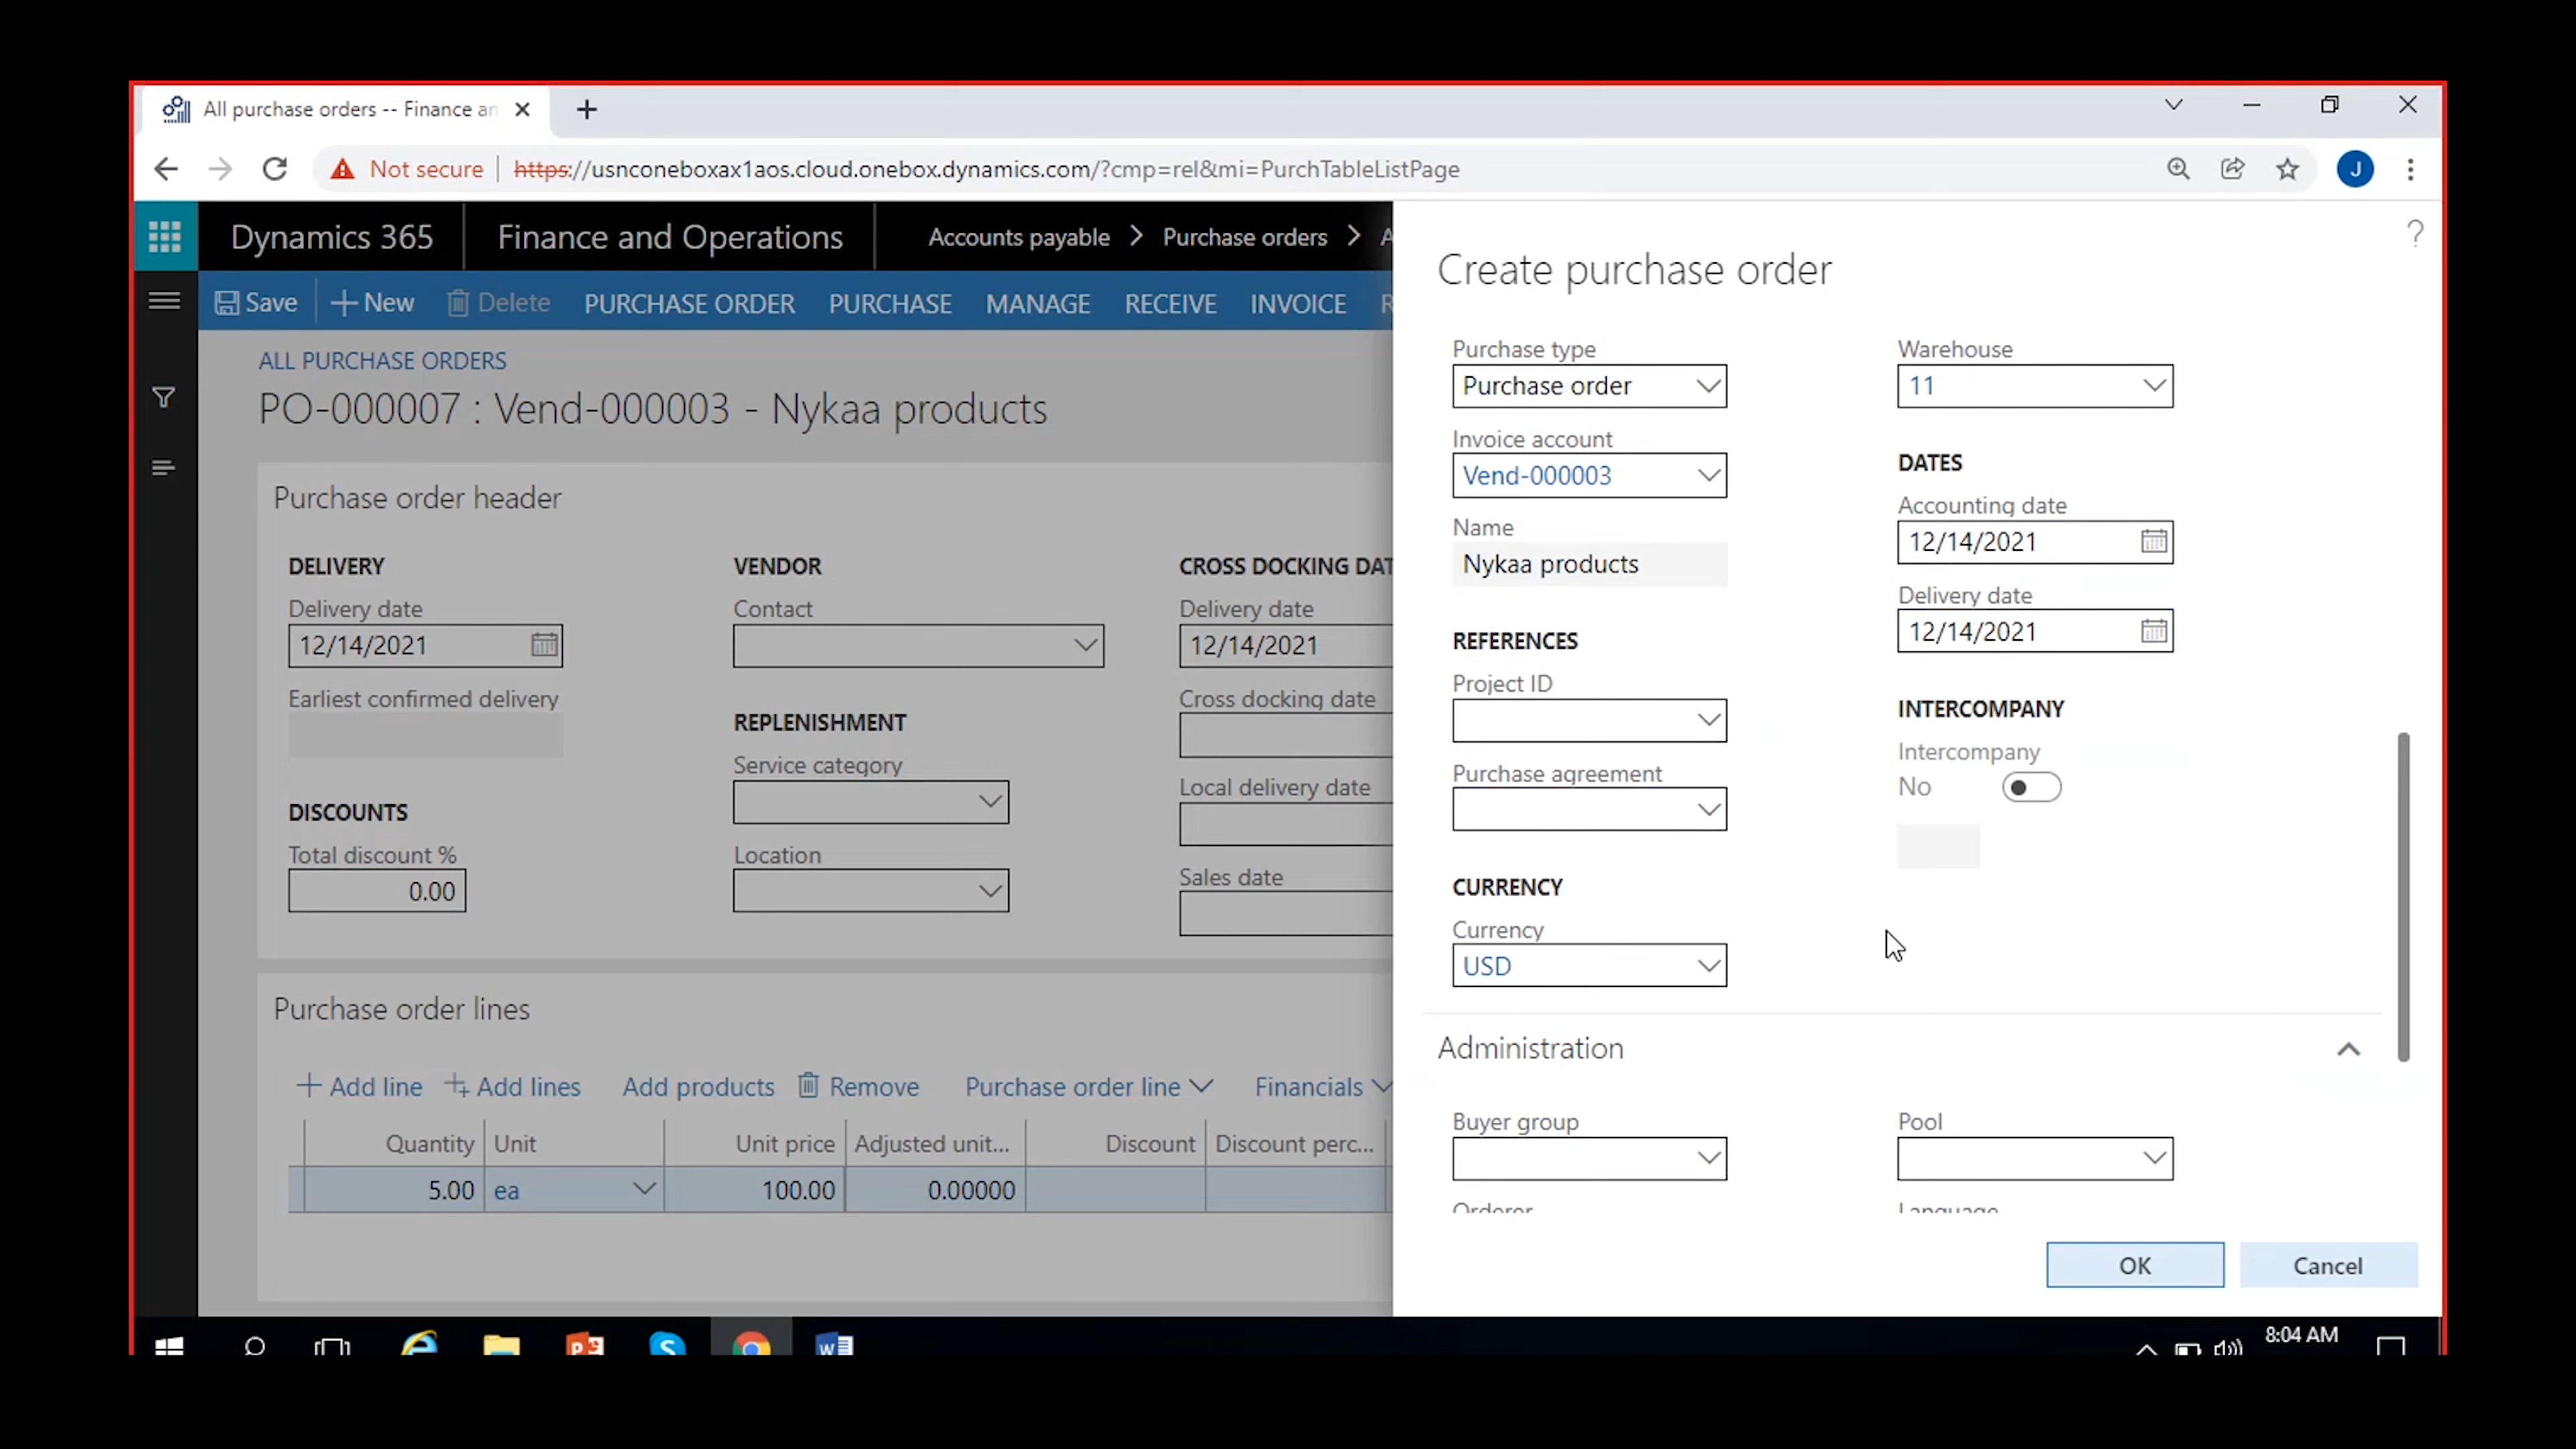 All purchase orders -- Finance an
Not secure
https://usnconeboxax1aos.cloud.onebox.dynamics.com/?cmp=rel&mi=PurchTableListPage
J
Dynamics 365
Finance and Operations
Accounts payable > Purchase orders > A
?
Save
New
Delete
PURCHASE ORDER
PURCHASE
MANAGE
RECEIVE
INVOICE
R
ALL PURCHASE ORDERS
PO-000007 : Vend-000003 - Nykaa products
Purchase order header
DELIVERY
Delivery date
12/14/2021
Earliest confirmed delivery
DISCOUNTS
Total discount %
0.00
VENDOR
Contact
REPLENISHMENT
Service category
Location
CROSS DOCKING DAT
Delivery date
12/14/2021
Cross docking date
Local delivery date
Sales date
Purchase order lines
Add line
Add lines
Add products
Remove
Purchase order line
Financials
Quantity Unit Unit price Adjusted unit... Discount Discount perc...
5.00 ea 100.00 0.00000
Create purchase order
Purchase type
Purchase order
Invoice account
Vend-000003
Name
Nykaa products
REFERENCES
Project ID
Purchase agreement
CURRENCY
Currency
USD
Warehouse
11
DATES
Accounting date
12/14/2021
Delivery date
12/14/2021
INTERCOMPANY
Intercompany
No
Administration
Buyer group
Pool
Orderer
Language
OK
Cancel
8:04 AM